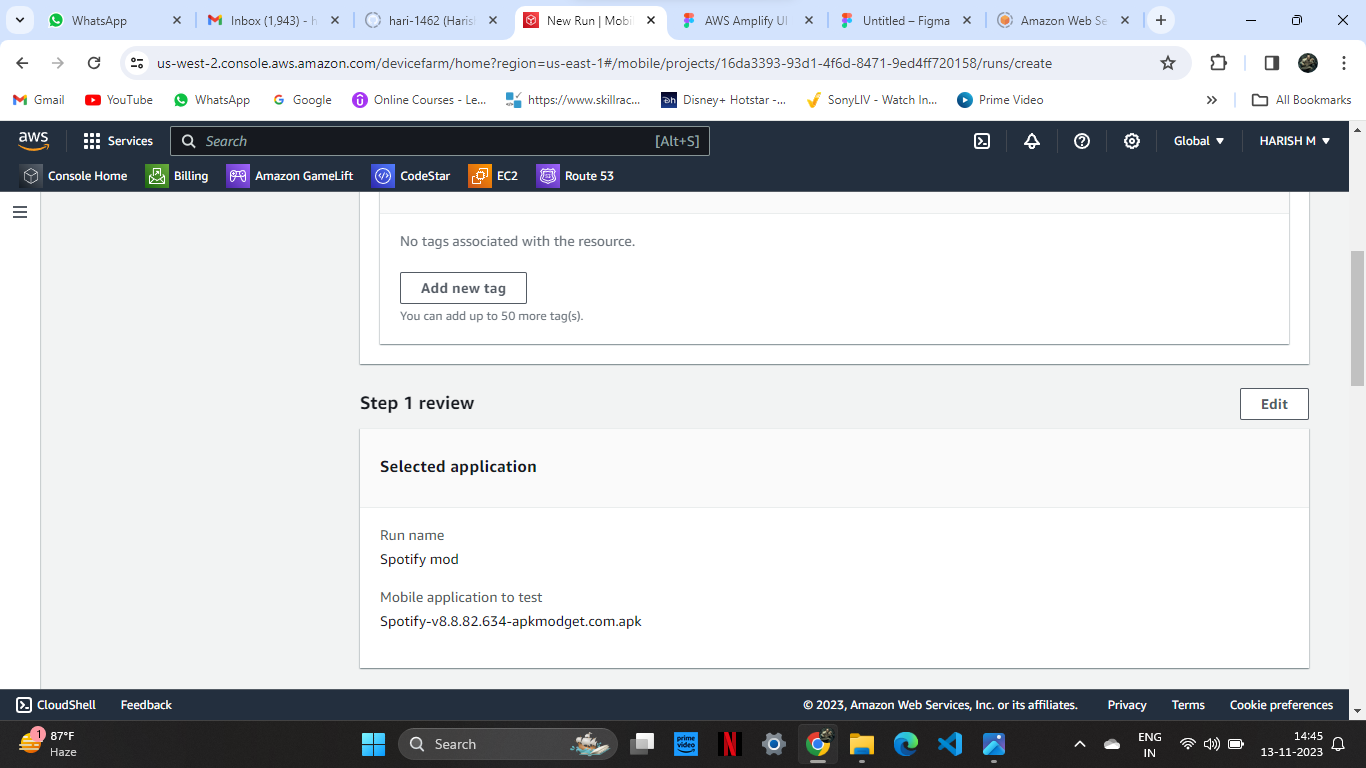 WhatsApp
Inbox (1,943) – h
hari-1462 (Harish
New Run | Mobil
AWS Amplify UI
Untitled – Figma
Amazon Web Se
us-west-2.console.aws.amazon.com/devicefarm/home?region=us-east-1#/mobile/projects/16da3393-93d1-4f6d-8471-9ed4ff720158/runs/create
Gmail
YouTube
WhatsApp
Google
Online Courses - Le...
https://www.skillrac...
Disney+ Hotstar -...
SonyLIV - Watch In...
Prime Video
All Bookmarks
aws
Services
Search
[Alt+S]
Global
HARISH M
Console Home
Billing
Amazon GameLift
CodeStar
EC2
Route 53
No tags associated with the resource.
Add new tag
You can add up to 50 more tag(s).
Step 1 review
Edit
Selected application
Run name
Spotify mod
Mobile application to test
Spotify-v8.8.82.634-apkmodget.com.apk
CloudShell
Feedback
© 2023, Amazon Web Services, Inc. or its affiliates.
Privacy
Terms
Cookie preferences
1
87°F
Haze
Search
prime video
ENG
IN
14:45
13-11-2023